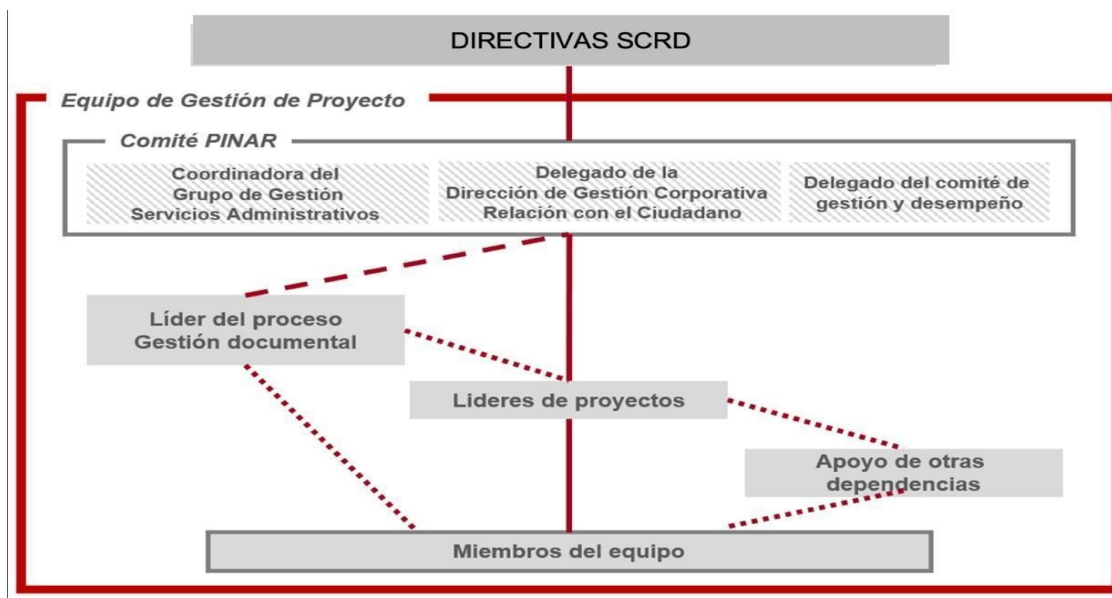 DIRECTIVAS SCRD
Equipo de Gestión de Proyecto
Comité PINAR
Coordinadora del
Grupo de Gestión
Servicios Administrativos
Delegado de la
Dirección de Gestión Corporativa
Relación con el Ciudadano
Delegado del comité de
gestión y desempeño
Líder del proceso
Gestión documental
Lideres de proyectos
Apoyo de otras
dependencias
Miembros del equipo